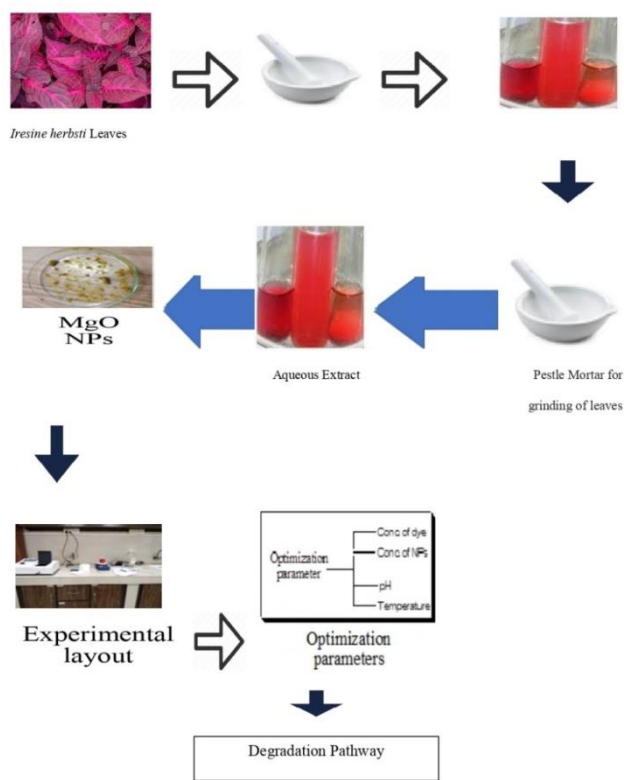 Iresine herbsti Leaves
MgO
NPs
Aqueous Extract
Pestle Mortar for
grinding of leaves
Experimental
layout
Optimization
parameter
Conc of dye
Conc of NPs
pH
Temperature
Optimization
parameters
Degradation Pathway